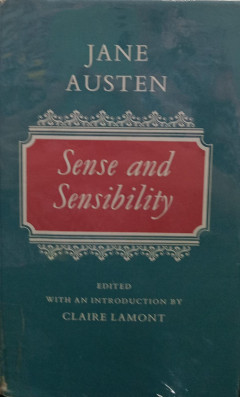 JANE
AUSTEN
Sense and
Sensibility
EDITED
WITH AN INTRODUCTION BY
CLAIRE LAMONT